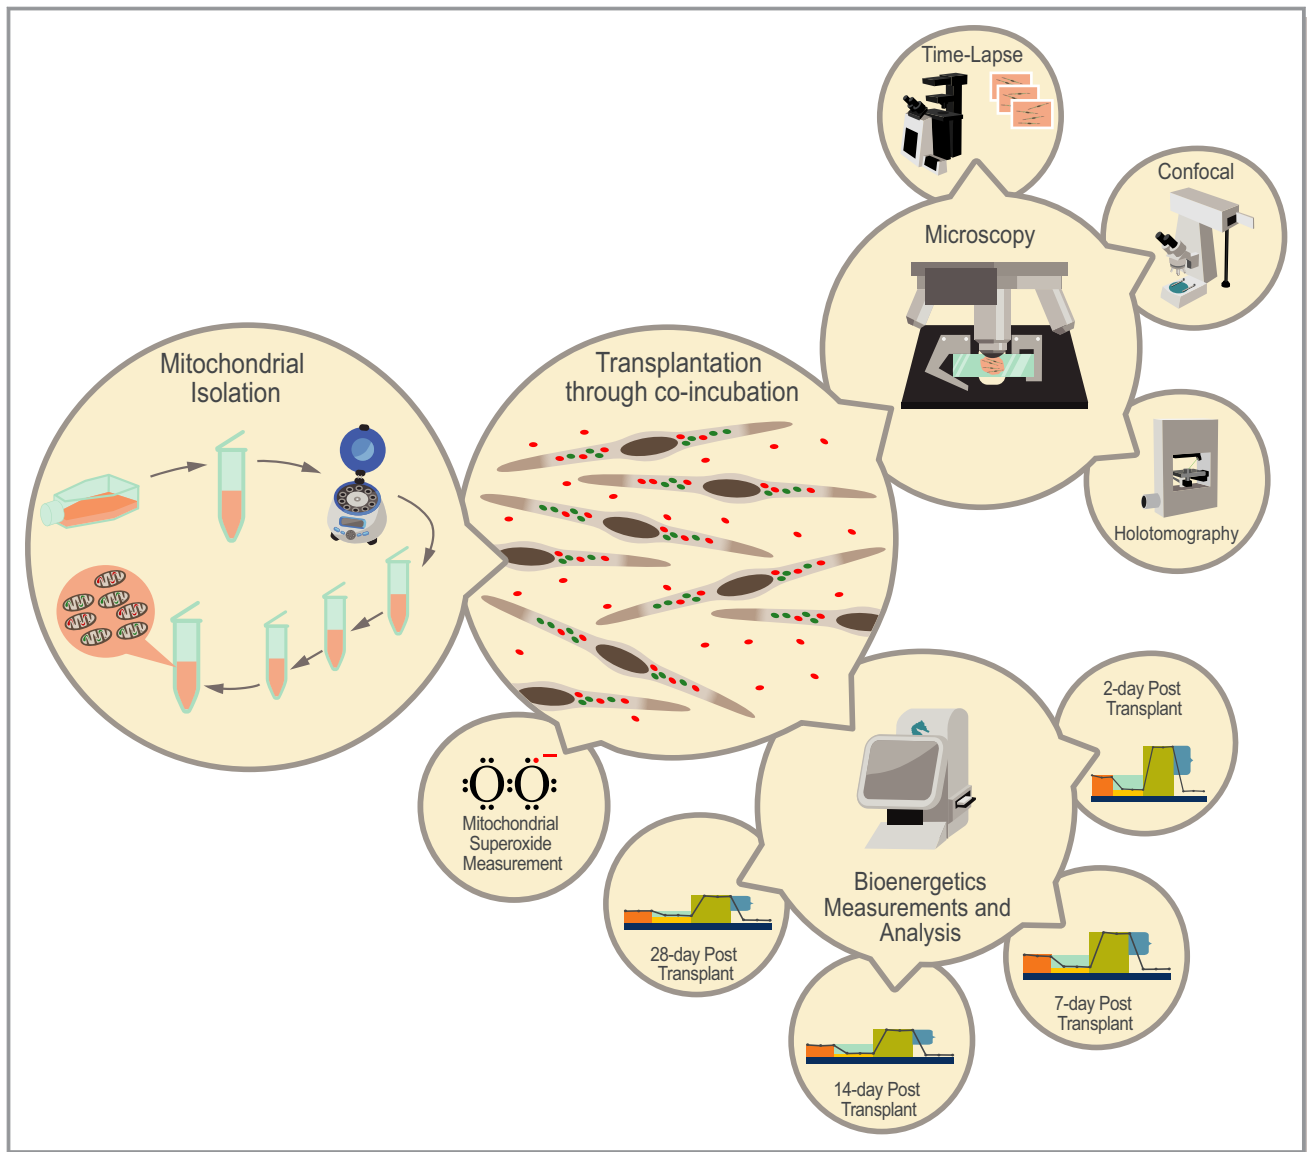 Time-Lapse
Confocal
Microscopy
Holotomography
Mitochondrial
Isolation
Transplantation
through co-incubation
:Ö:Ö:
Mitochondrial
Superoxide
Measurement
Bioenergetics
Measurements and
Analysis
2-day Post
Transplant
7-day Post
Transplant
14-day Post
Transplant
28-day Post
Transplant